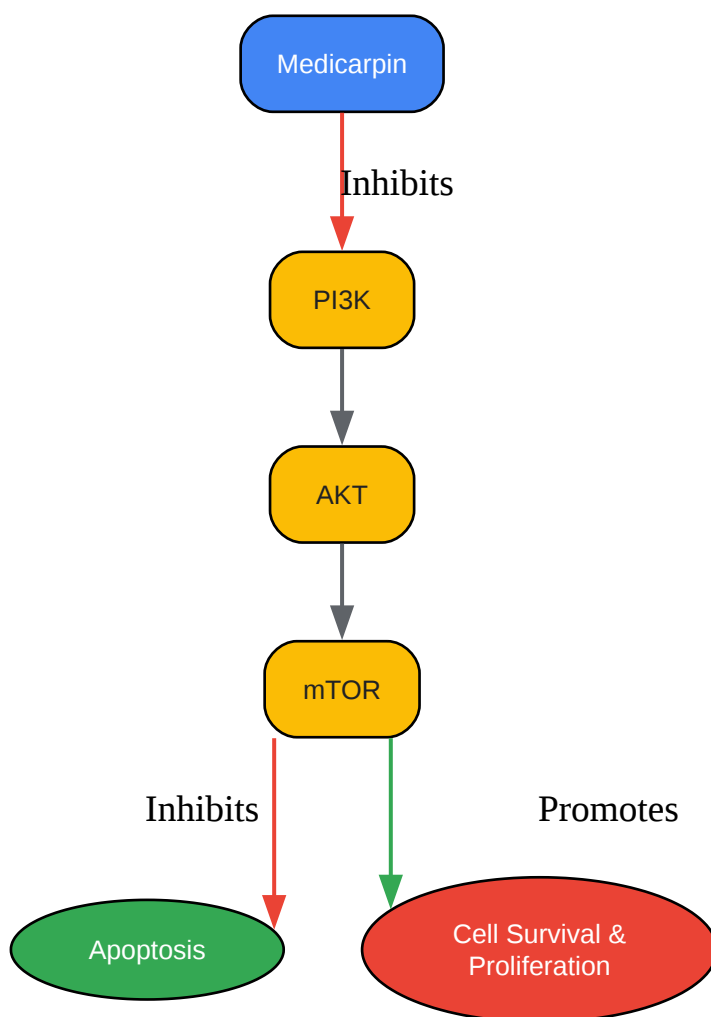 Medicarpin
Inhibits
PI3K
AKT
mTOR
Inhibits
Promotes
Apoptosis
Cell Survival &
Proliferation